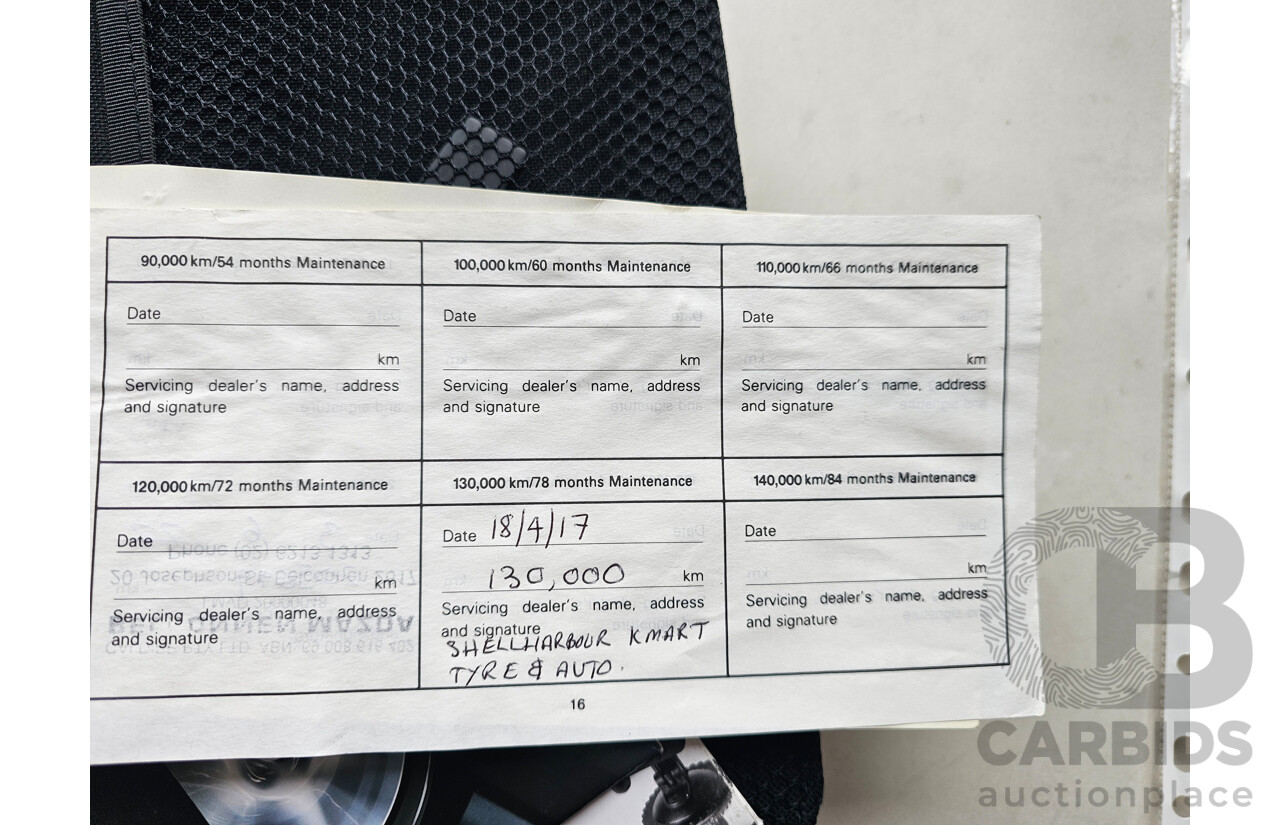 90,000 km/54 months Maintenance
100,000 km/60 months Maintenance
110,000 km/66 months Maintenance
Date
Date
Date
km
km
km
Servicing dealer's name, address
and signature
Servicing dealer's name, address
and signature
Servicing dealer's name, address
and signature
120,000 km/72 months Maintenance
130,000 km/78 months Maintenance
140,000 km/84 months Maintenance
Date
km
Servicing dealer's name, address
and signature
Date 18/4/17
130,000 km
Servicing dealer's name, address
and signature
SHELLHARBOUR KMART
TYRE & AUTO.
Date
km
Servicing dealer's name, address
and signature
16
CB
CARBIDS
auctionplace